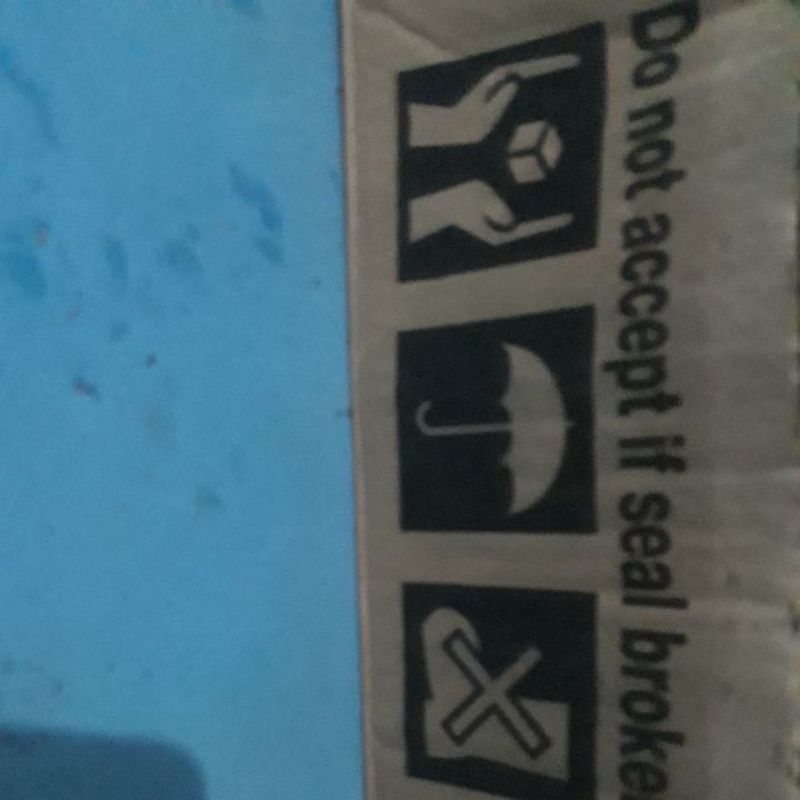 Do not accept if seal broke